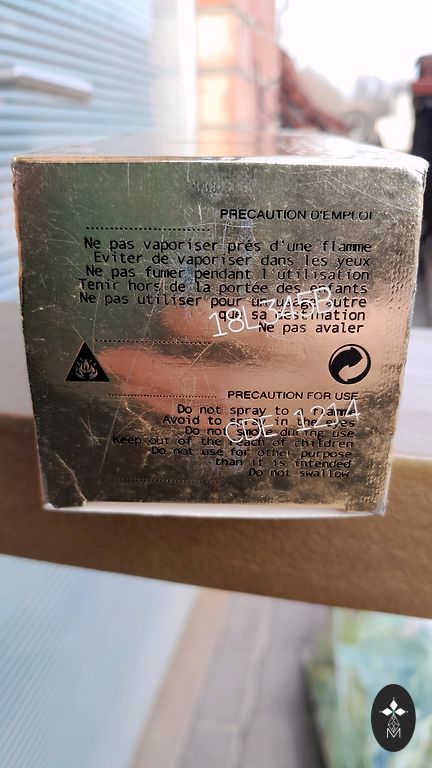 PRECAUTION D'EMPLOI
Ne pas vaporiser prés d'une flamme
Eviter de vaporiser dans les yeux
Ne pas fumer pendant l'utilisation
Tenir hors de la portée des enfants
Ne pas utiliser pour un usage autre
que sa destination
Ne pas avaler
18L345B
PRECAUTION FOR USE
Do not spray to a flamme
Avoid to spray in the eyes
Do not smoke during use
Keep out of the reach of children
Do not use for other purpose
than it is intended
Do not swallow
M